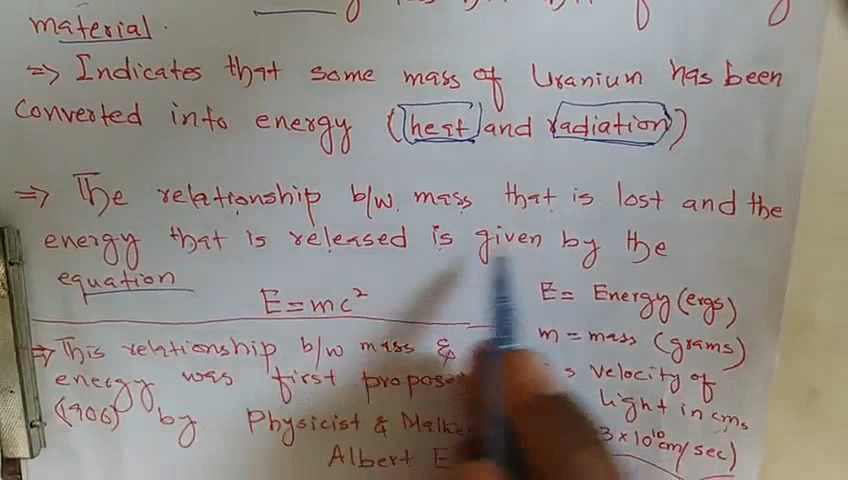 material.
⇒ Indicates that some mass of Uranium has been
converted into energy (heat and radiation)
⇒ The relationship b/w. mass that is lost and the
energy that is released is given by the
equation
E = mc²
E = Energy (ergs)
m = mass (grams)
is velocity of
light in cms
3 × 10¹⁰ cm/sec)
⇒ This relationship b/w mass &
energy was first
(1906) by Physicist &
Albert E